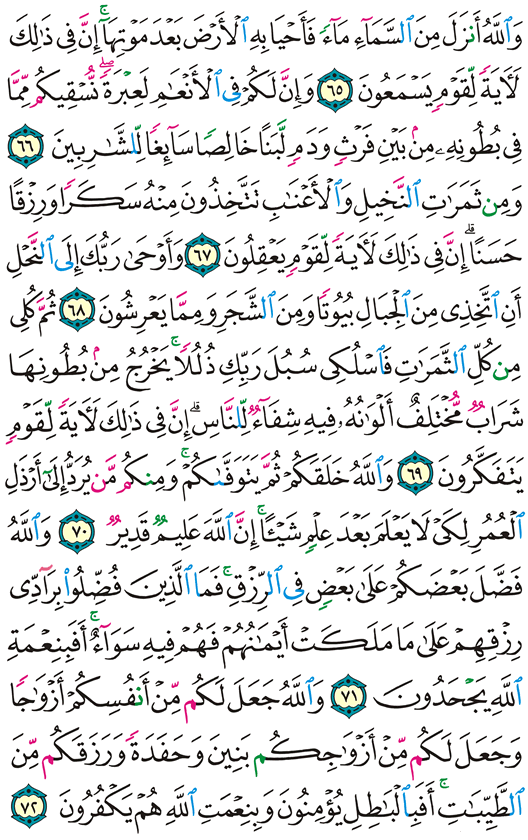 وَٱللَّهُ أَنزَلَ مِنَ ٱلسَّمَآءِ مَآءً فَأَحْيَا بِهِ ٱلْأَرْضَ بَعْدَ مَوْتِهَآۚ إِنَّ فِى ذَٰلِكَ
لَءَايَةً لِّقَوْمٍ يَسْمَعُونَ ٦٥ وَإِنَّ لَكُمْ فِى ٱلْأَنْعَٰمِ لَعِبْرَةًۖ نُّسْقِيكُم مِّمَّا
فِى بُطُونِهِۦ مِنۢ بَيْنِ فَرْثٍ وَدَمٍ لَّبَنًا خَالِصًا سَآئِغًا لِّلشَّٰرِبِينَ ٦٦
وَمِن ثَمَرَٰتِ ٱلنَّخِيلِ وَٱلْأَعْنَٰبِ تَتَّخِذُونَ مِنْهُ سَكَرًا وَرِزْقًا
حَسَنًاۗ إِنَّ فِى ذَٰلِكَ لَءَايَةً لِّقَوْمٍ يَعْقِلُونَ ٦٧ وَأَوْحَىٰ رَبُّكَ إِلَى ٱلنَّحْلِ
أَنِ ٱتَّخِذِى مِنَ ٱلْجِبَالِ بُيُوتًا وَمِنَ ٱلشَّجَرِ وَمِمَّا يَعْرِشُونَ ٦٨ ثُمَّ كُلِى
مِن كُلِّ ٱلثَّمَرَٰتِ فَٱسْلُكِى سُبُلَ رَبِّكِ ذُلُلًاۚ يَخْرُجُ مِنۢ بُطُونِهَا
شَرَابٌ مُّخْتَلِفٌ أَلْوَٰنُهُۥ فِيهِ شِفَآءٌ لِّلنَّاسِۗ إِنَّ فِى ذَٰلِكَ لَءَايَةً لِّقَوْمٍ
يَتَفَكَّرُونَ ٦٩ وَٱللَّهُ خَلَقَكُمْ ثُمَّ يَتَوَفَّىٰكُمْۚ وَمِنكُم مَّن يُرَدُّ إِلَىٰٓ أَرْذَلِ
ٱلْعُمُرِ لِكَىْ لَا يَعْلَمَ بَعْدَ عِلْمٍ شَيْـًٔاۚ إِنَّ ٱللَّهَ عَلِيمٌ قَدِيرٌ ٧٠ وَٱللَّهُ
فَضَّلَ بَعْضَكُمْ عَلَىٰ بَعْضٍ فِى ٱلرِّزْقِۚ فَمَا ٱلَّذِينَ فُضِّلُوا۟ بِرَآدِّى
رِزْقِهِمْ عَلَىٰ مَا مَلَكَتْ أَيْمَٰنُهُمْ فَهُمْ فِيهِ سَوَآءٌۚ أَفَبِنِعْمَةِ
ٱللَّهِ يَجْحَدُونَ ٧١ وَٱللَّهُ جَعَلَ لَكُم مِّنْ أَنفُسِكُمْ أَزْوَٰجًا
وَجَعَلَ لَكُم مِّنْ أَزْوَٰجِكُم بَنِينَ وَحَفَدَةً وَرَزَقَكُم مِّنَ
ٱلطَّيِّبَٰتِۚ أَفَبِٱلْبَٰطِلِ يُؤْمِنُونَ وَبِنِعْمَتِ ٱللَّهِ هُمْ يَكْفُرُونَ ٧٢